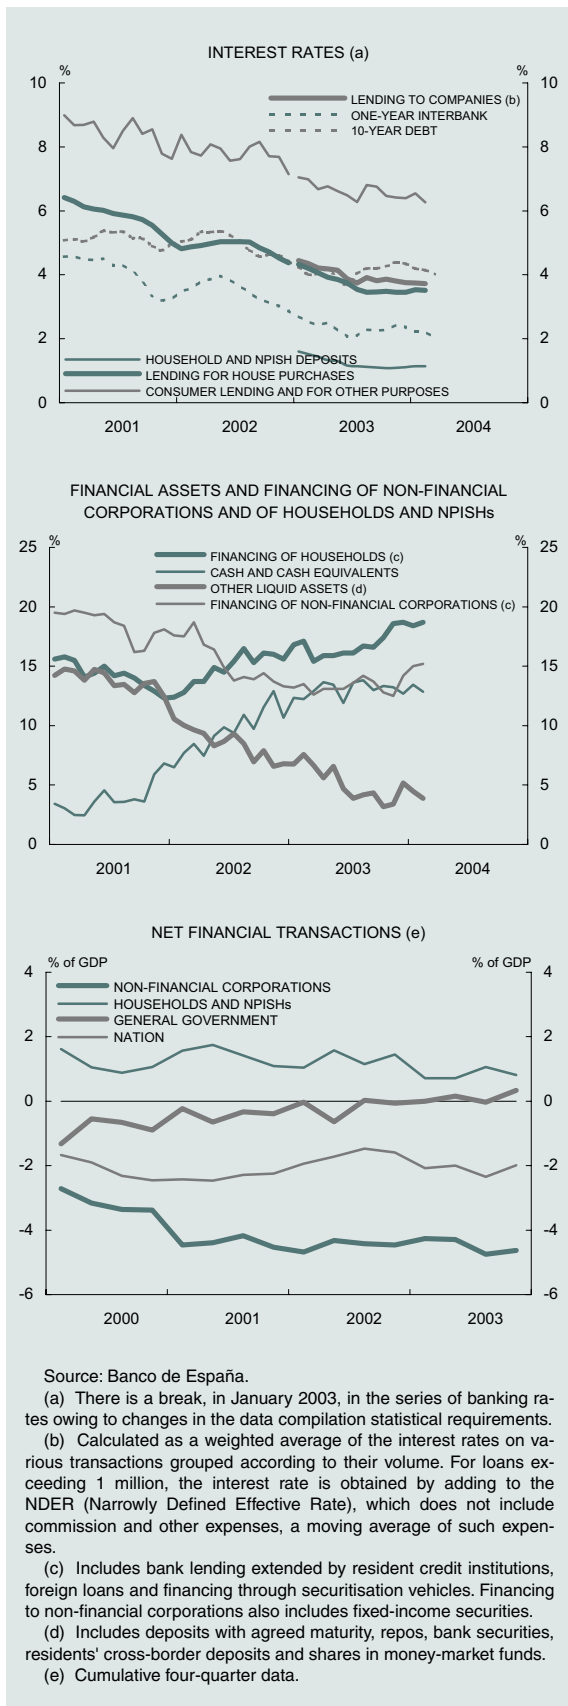 INTEREST RATES (a)
% %
10 10
LENDING TO COMPANIES (b)
ONE-YEAR INTERBANK
10-YEAR DEBT
8 8
6 6
4 4
2 2
HOUSEHOLD AND NPISH DEPOSITS
LENDING FOR HOUSE PURCHASES
CONSUMER LENDING AND FOR OTHER PURPOSES
0 0
2001 2002 2003 2004
FINANCIAL ASSETS AND FINANCING OF NON-FINANCIAL
CORPORATIONS AND OF HOUSEHOLDS AND NPISHs
% %
25 25
FINANCING OF HOUSEHOLDS (c)
CASH AND CASH EQUIVALENTS
OTHER LIQUID ASSETS (d)
FINANCING OF NON-FINANCIAL CORPORATIONS (c)
20 20
15 15
10 10
5 5
0 0
2001 2002 2003 2004
NET FINANCIAL TRANSACTIONS (e)
% of GDP % of GDP
4 4
NON-FINANCIAL CORPORATIONS
HOUSEHOLDS AND NPISHs
GENERAL GOVERNMENT
NATION
2 2
0 0
-2 -2
-4 -4
-6 -6
2000 2001 2002 2003
Source: Banco de España.
(a) There is a break, in January 2003, in the series of banking ra-
tes owing to changes in the data compilation statistical requirements.
(b) Calculated as a weighted average of the interest rates on va-
rious transactions grouped according to their volume. For loans ex-
ceeding 1 million, the interest rate is obtained by adding to the
NDER (Narrowly Defined Effective Rate), which does not include
commission and other expenses, a moving average of such expen-
ses.
(c) Includes bank lending extended by resident credit institutions,
foreign loans and financing through securitisation vehicles. Financing
to non-financial corporations also includes fixed-income securities.
(d) Includes deposits with agreed maturity, repos, bank securities,
residents' cross-border deposits and shares in money-market funds.
(e) Cumulative four-quarter data.